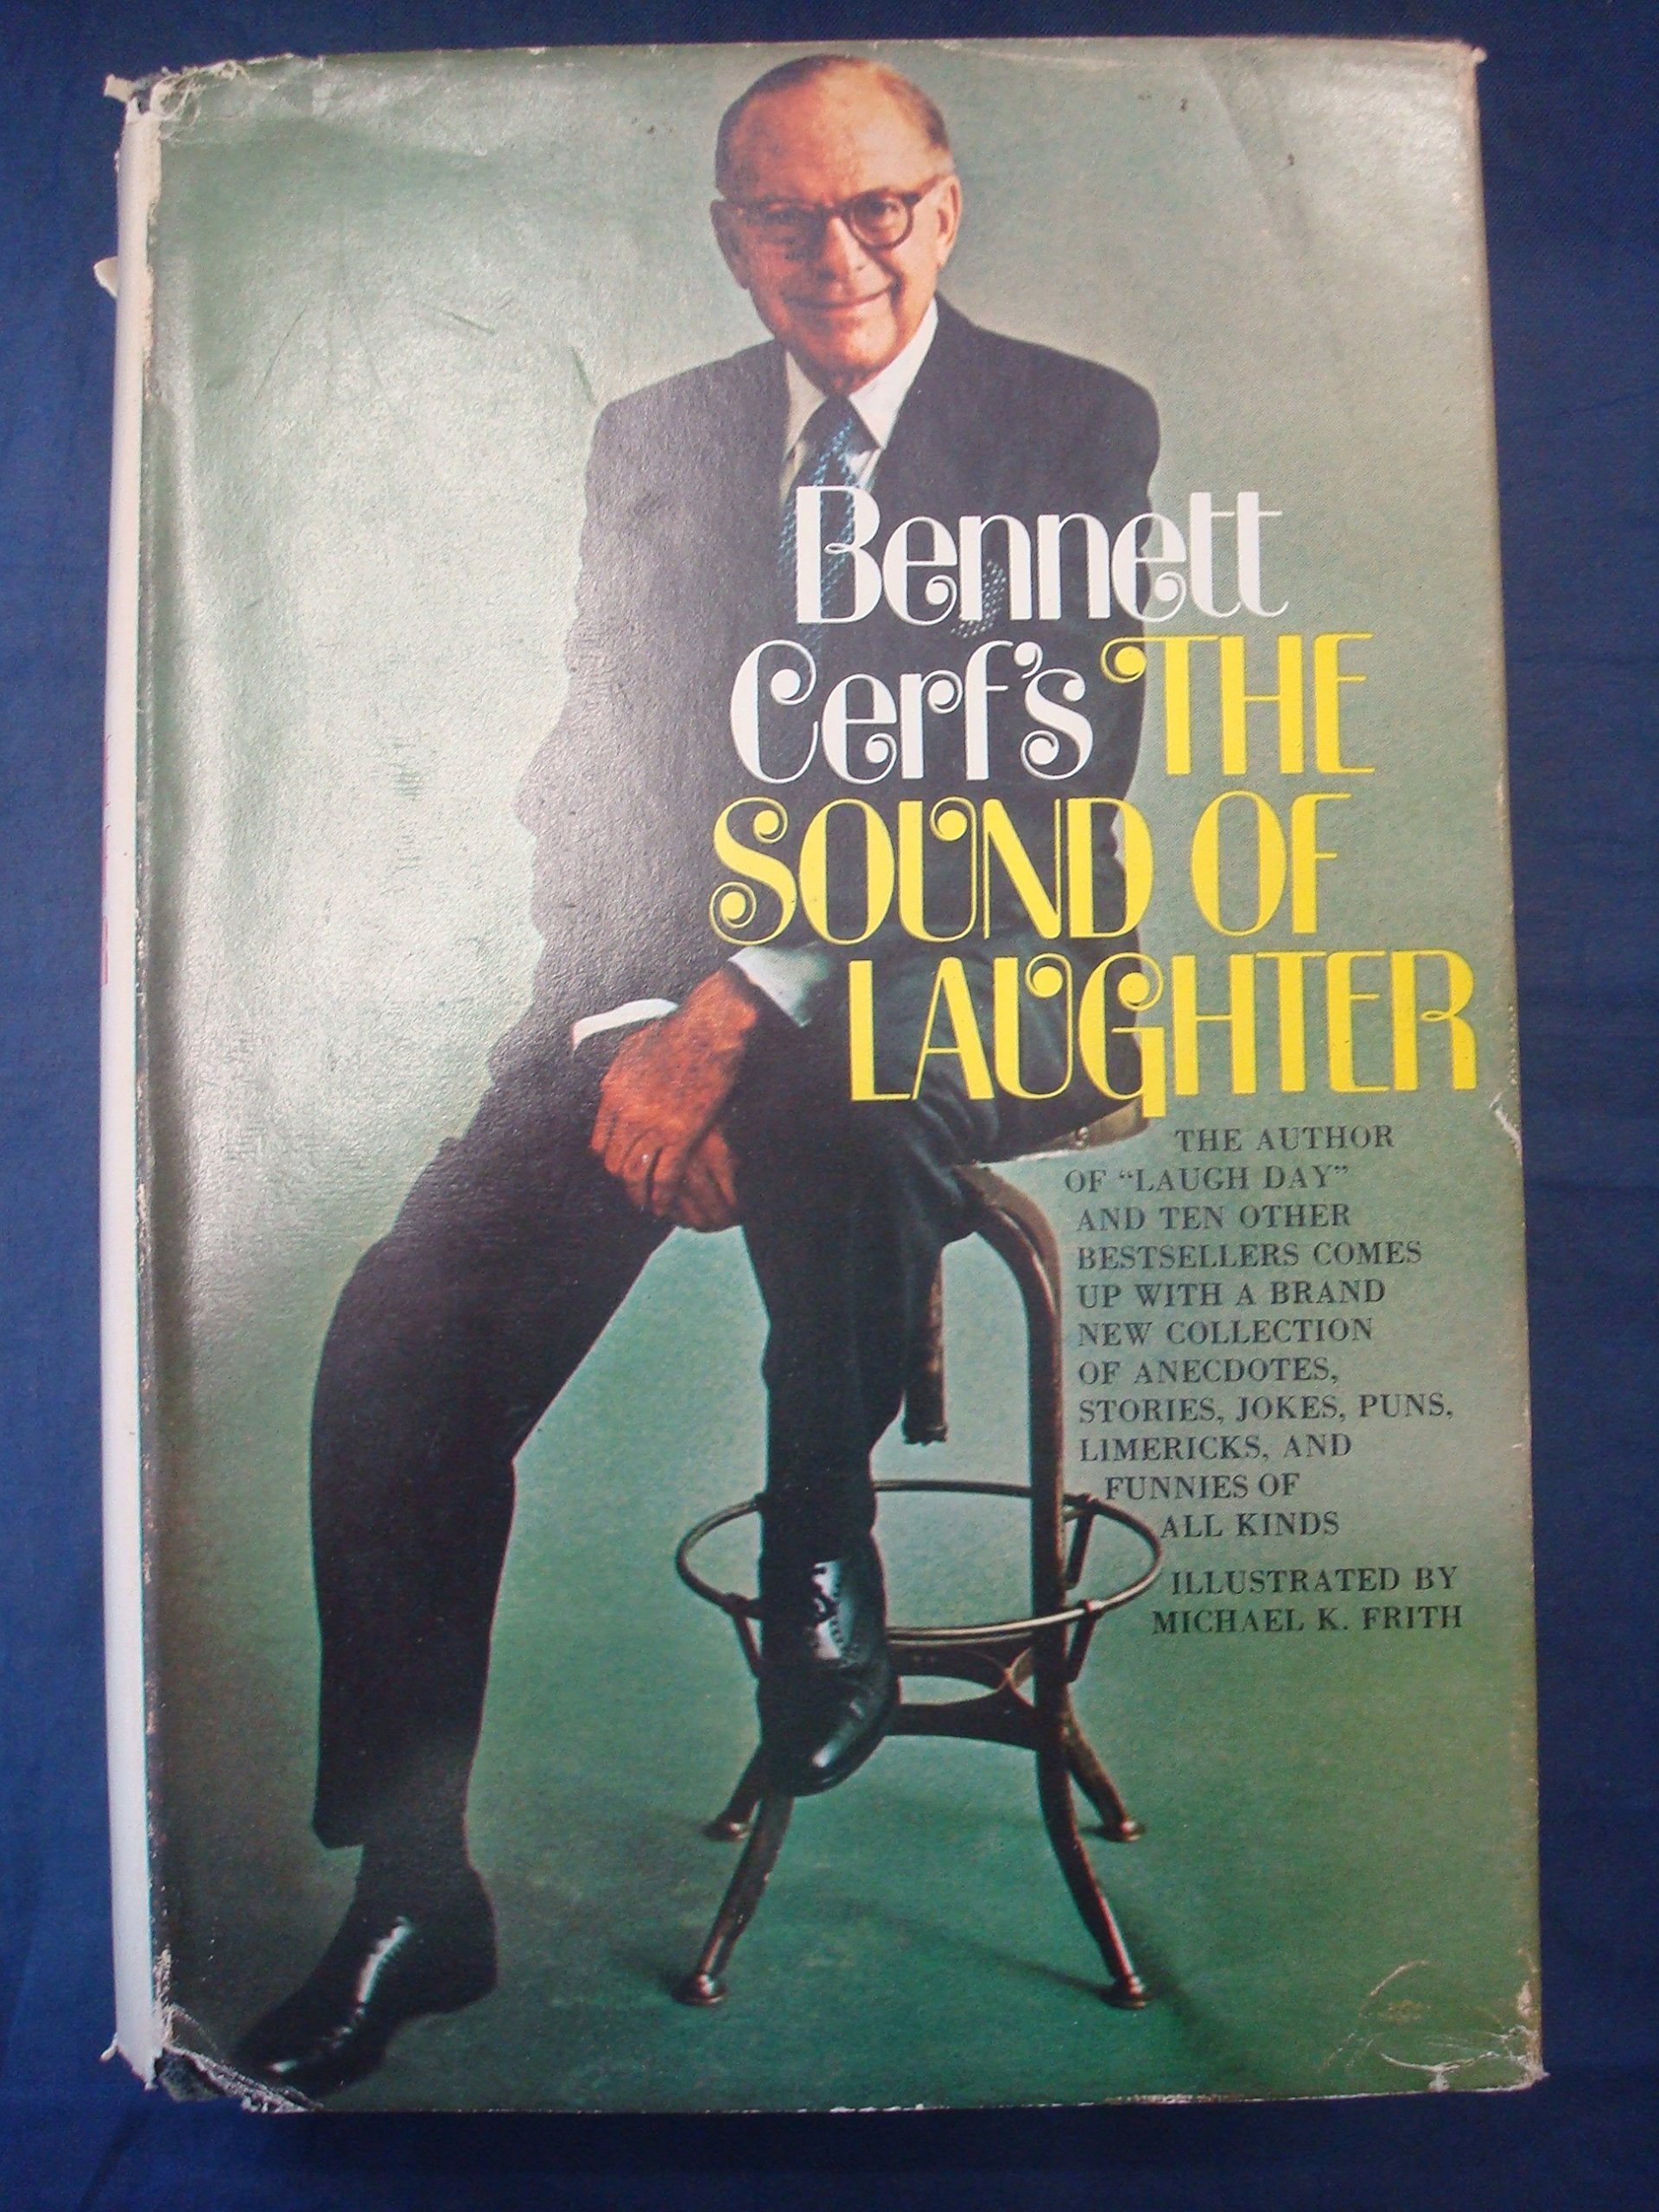 Bennett
Cerf's THE
SOUND OF
LAUGHTER
THE AUTHOR
OF "LAUGH DAY"
AND TEN OTHER
BESTSELLERS COMES
UP WITH A BRAND
NEW COLLECTION
OF ANECDOTES,
STORIES, JOKES, PUNS,
LIMERICKS, AND
FUNNIES OF
ALL KINDS
ILLUSTRATED BY
MICHAEL K. FRITH